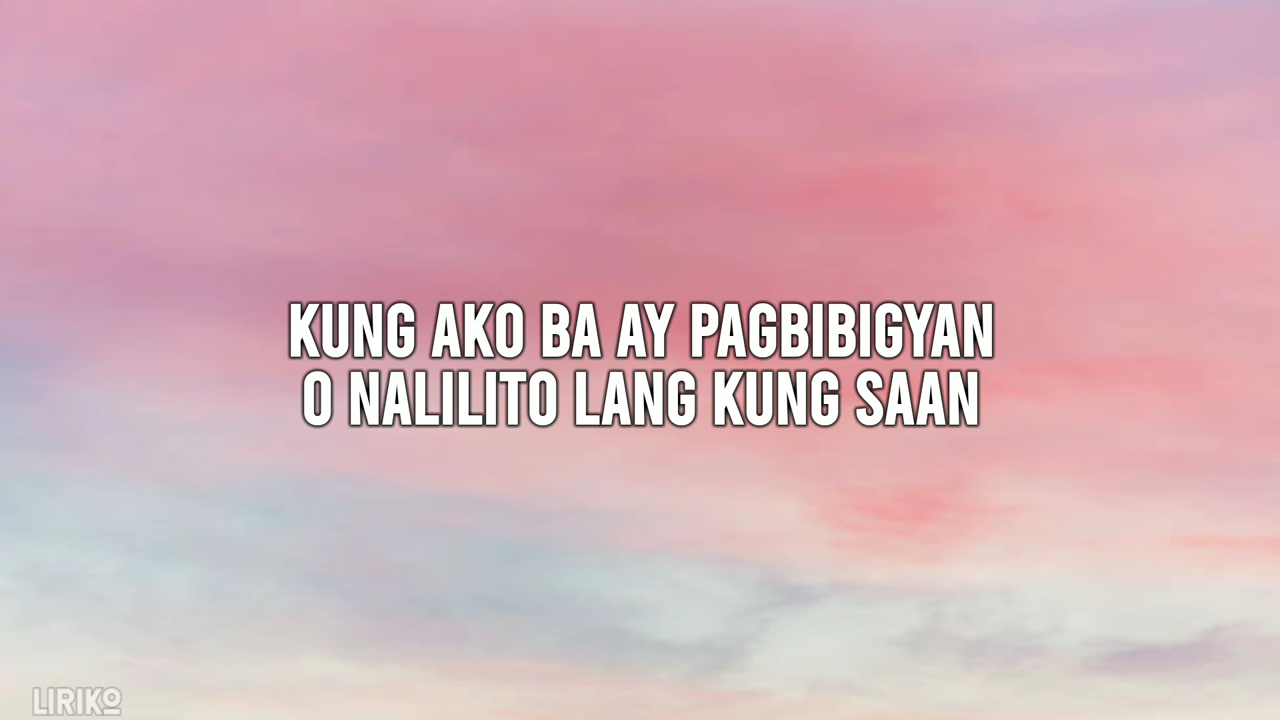 KUNG AKO BA AY PAGBIBIGYAN
O NALILITO LANG KUNG SAAN
LIRIKO